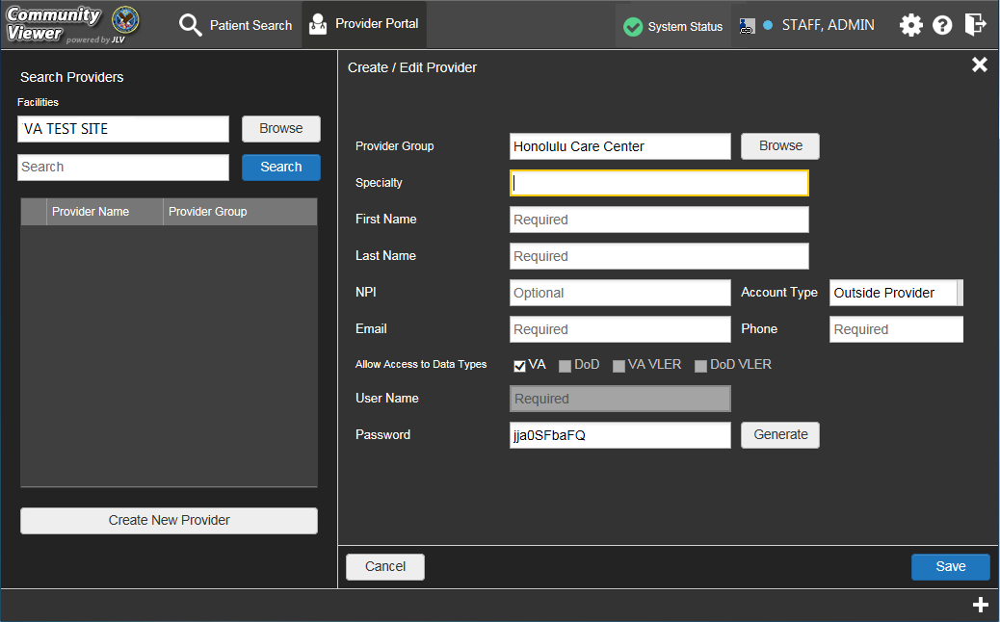 Community
Viewer powered by JLV
Patient Search
Provider Portal
System Status
STAFF, ADMIN
Search Providers
Facilities
VA TEST SITE
Browse
Search
Search
Provider Name
Provider Group
Create New Provider
Create / Edit Provider
Provider Group
Honolulu Care Center
Browse
Specialty
First Name
Required
Last Name
Required
NPI
Optional
Account Type
Outside Provider
Email
Required
Phone
Required
Allow Access to Data Types
VA
DoD
VA VLER
DoD VLER
User Name
Required
Password
jja0SFbaFQ
Generate
Cancel
Save